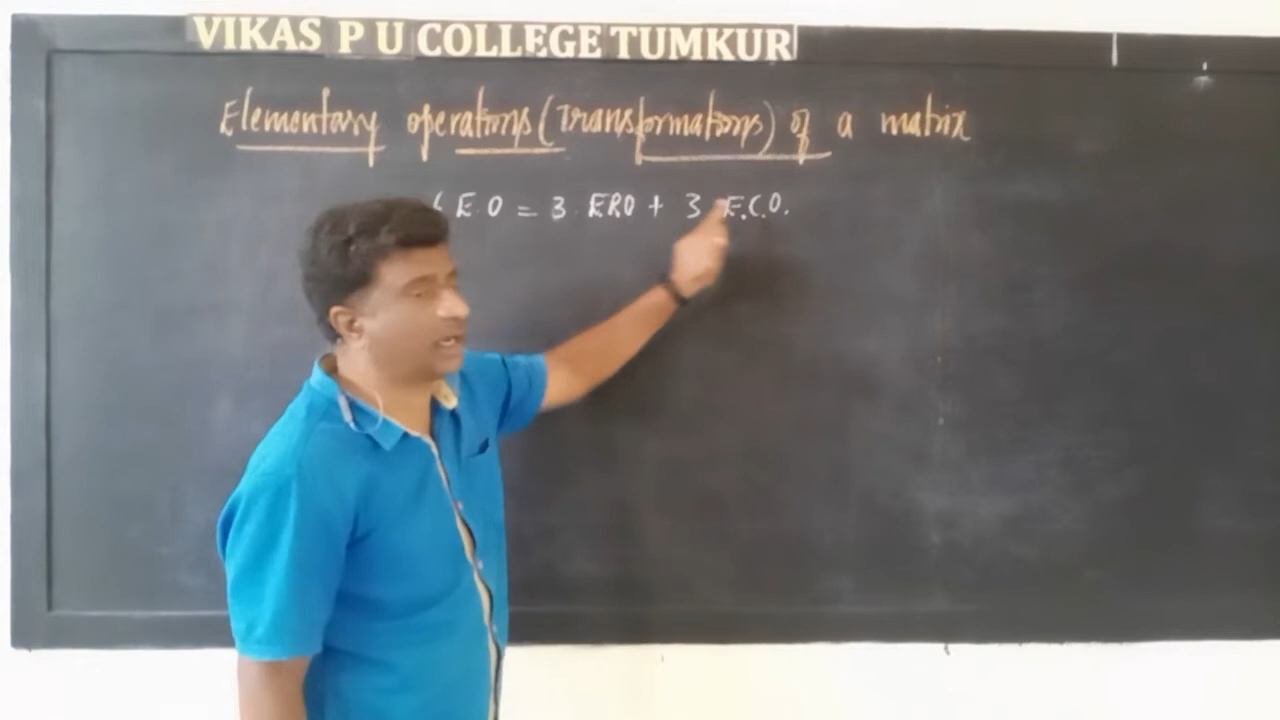 VIKAS P U COLLEGE TUMKUR
Elementary operations (transformations) of a matrix
6 E.O = 3 ERO + 3 E.C.O.